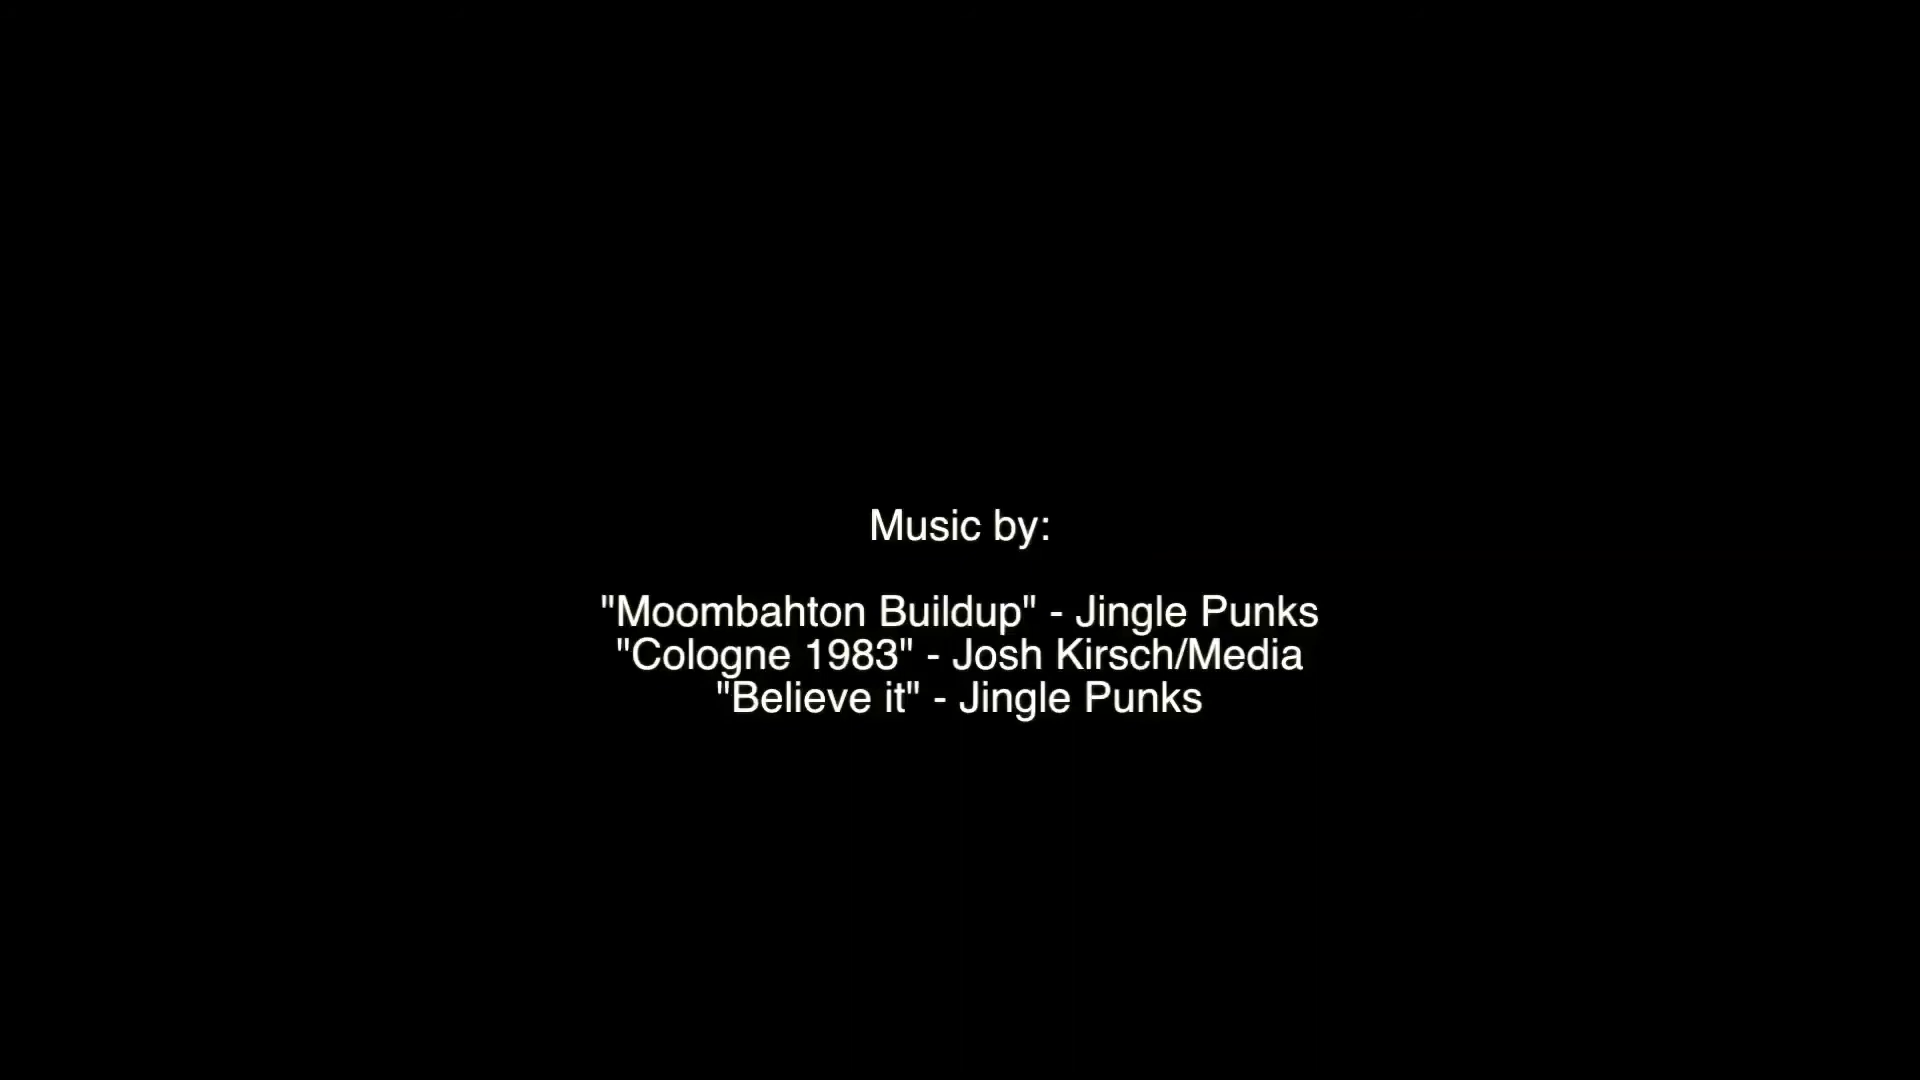 Music by:
"Moombahton Buildup" - Jingle Punks
"Cologne 1983" - Josh Kirsch/Media
"Believe it" - Jingle Punks